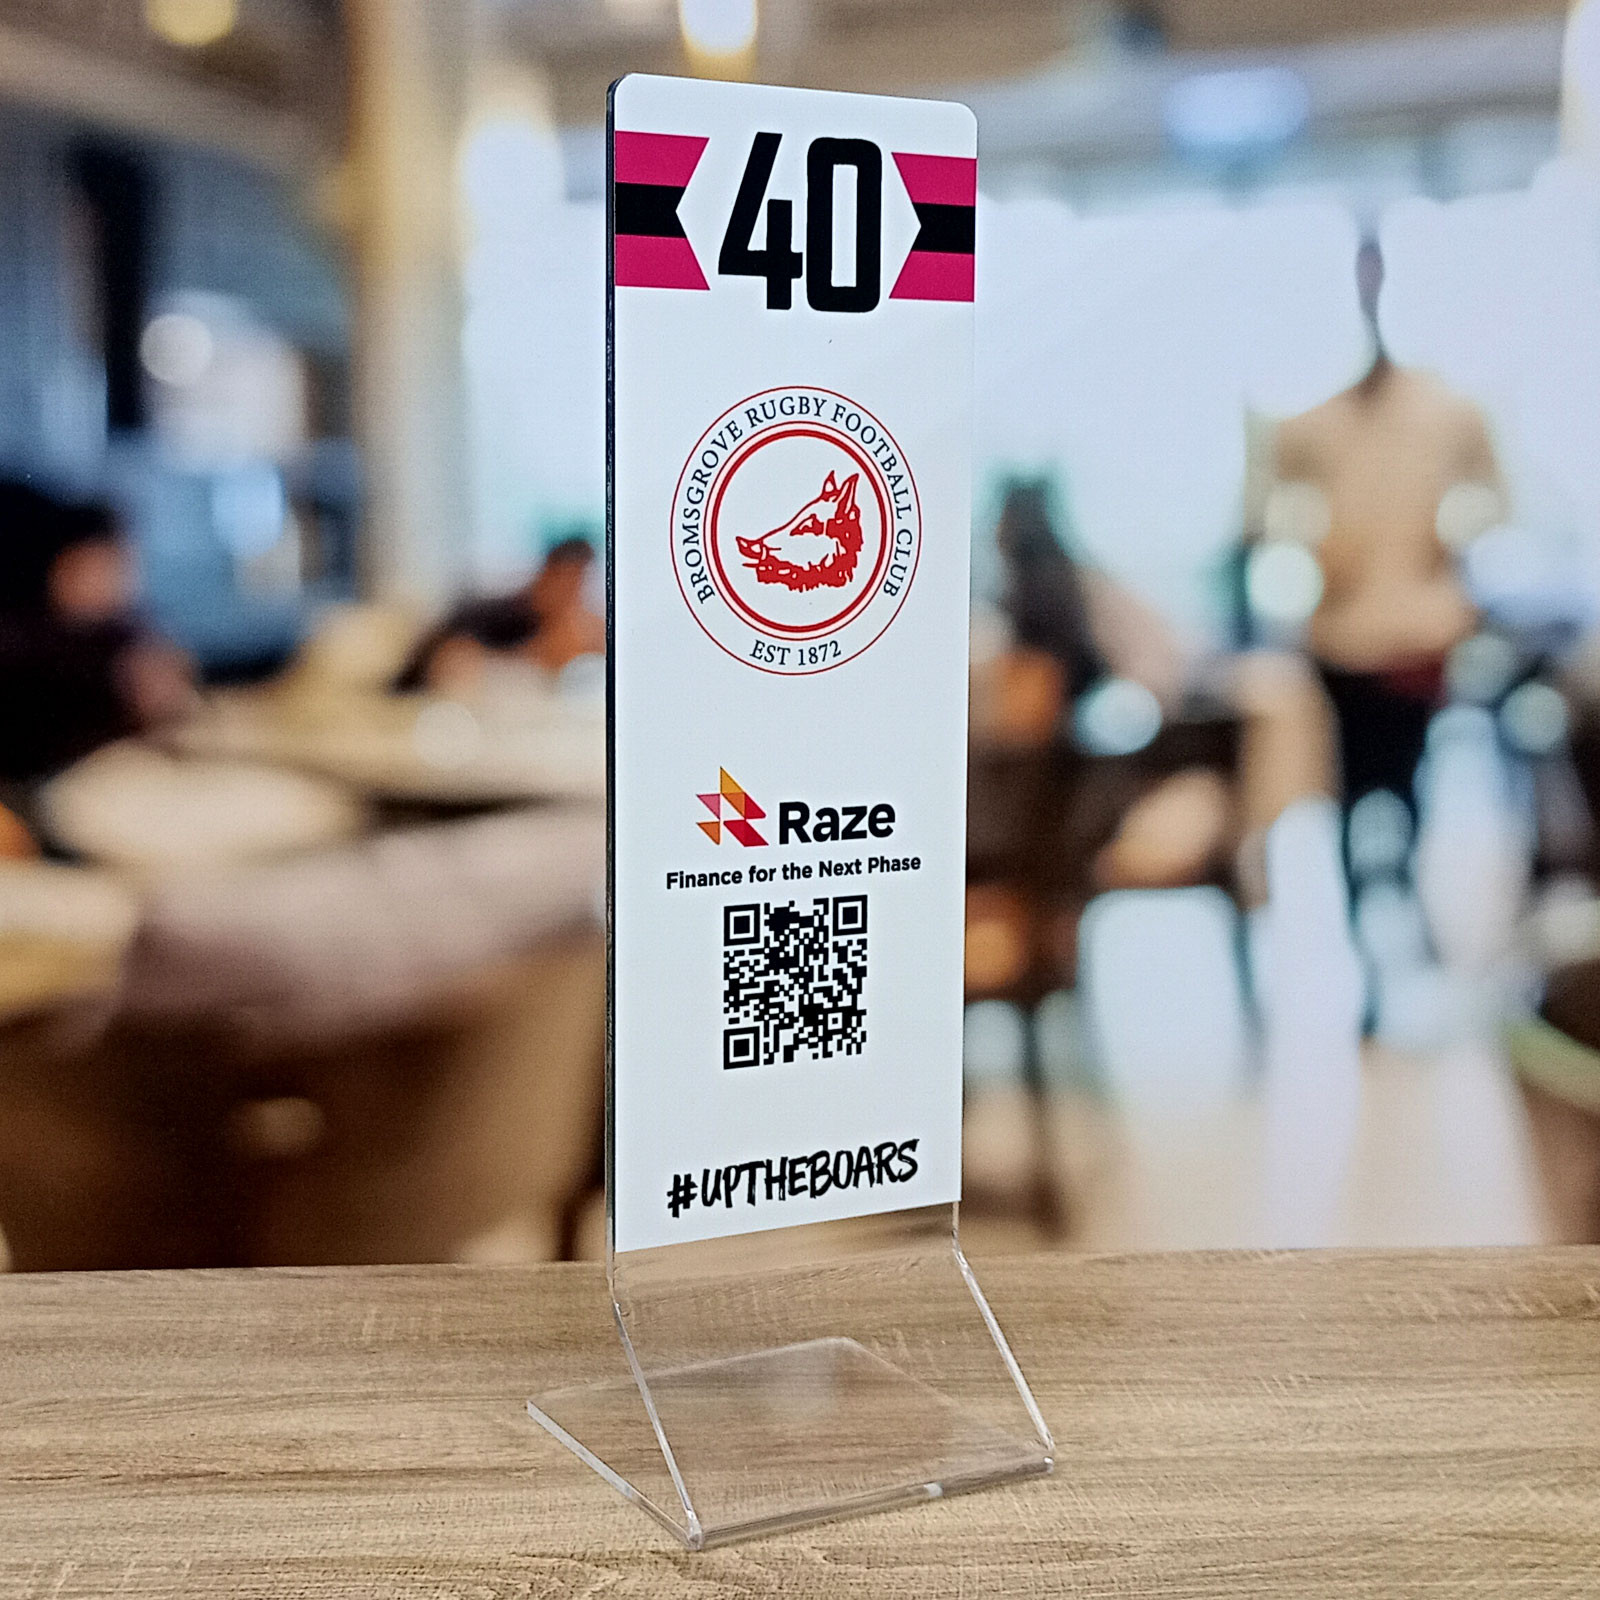 40
BROMSGROVE RUGBY FOOTBALL CLUB
EST 1872
Raze
Finance for the Next Phase
#UPTHEBOARS